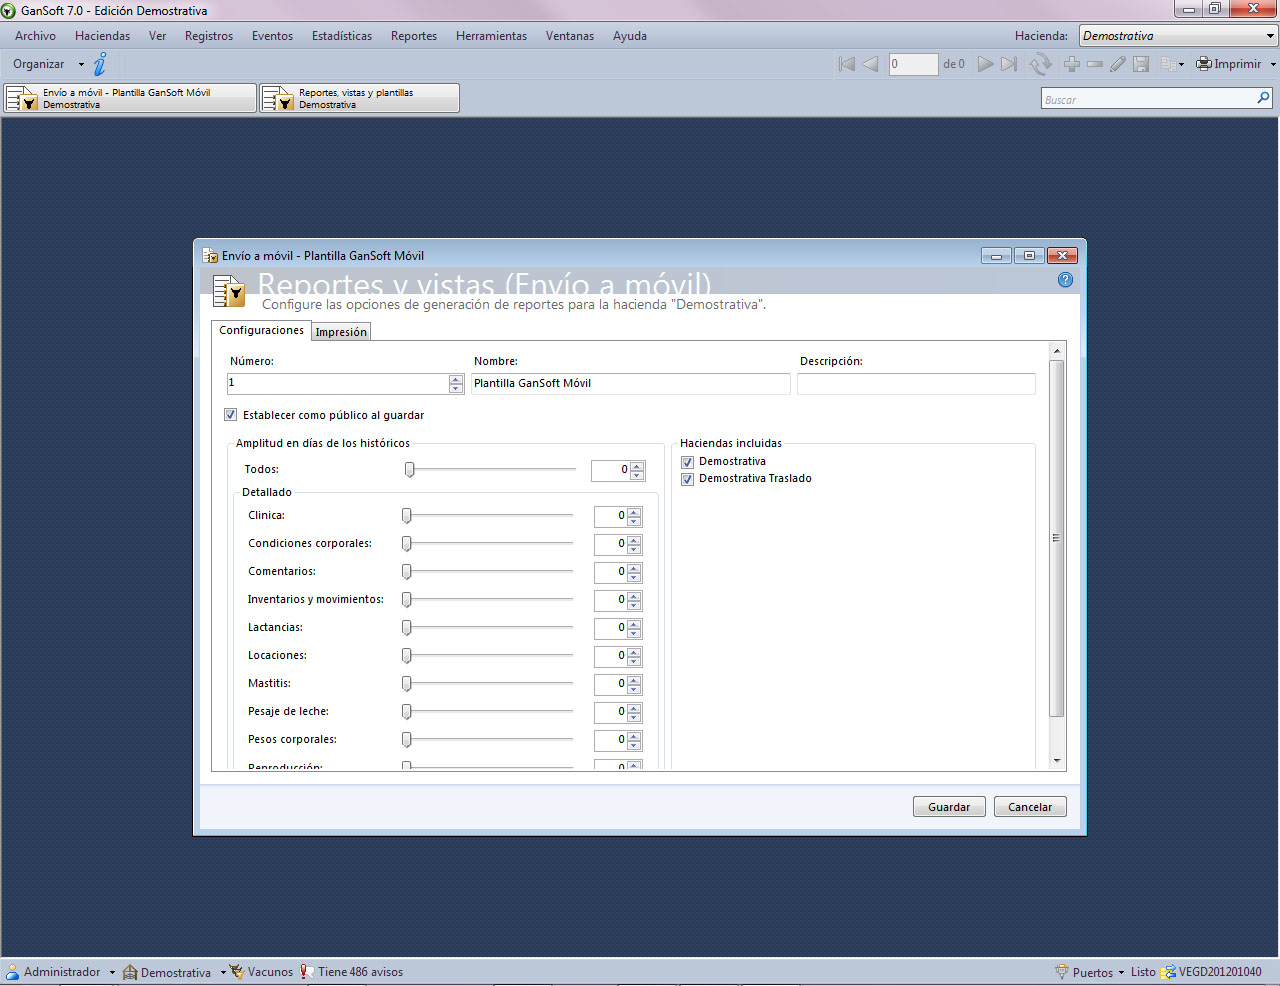 GanSoft 7.0 - Edición Demostrativa
Archivo Haciendas Ver Registros Eventos Estadísticas Reportes Herramientas Ventanas Ayuda Hacienda: Demostrativa
Organizar 0 de 0 Imprimir
Envío a móvil - Plantilla GanSoft Móvil
Demostrativa
Reportes, vistas y plantillas
Demostrativa
Buscar
Envío a móvil - Plantilla GanSoft Móvil
Reportes y vistas (Envío a móvil)
Configure las opciones de generación de reportes para la hacienda "Demostrativa".
Configuraciones Impresión
Número: Nombre: Descripción:
1 Plantilla GanSoft Móvil
Establecer como público al guardar
Amplitud en días de los históricos
Todos: 0
Detallado
Clinica: 0
Condiciones corporales: 0
Comentarios: 0
Inventarios y movimientos: 0
Lactancias: 0
Locaciones: 0
Mastitis: 0
Pesaje de leche: 0
Pesos corporales: 0
Reproducción: 0
Haciendas incluidas
Demostrativa
Demostrativa Traslado
Guardar Cancelar
Administrador Demostrativa Vacunos Tiene 486 avisos Puertos Listo VEGD201201040